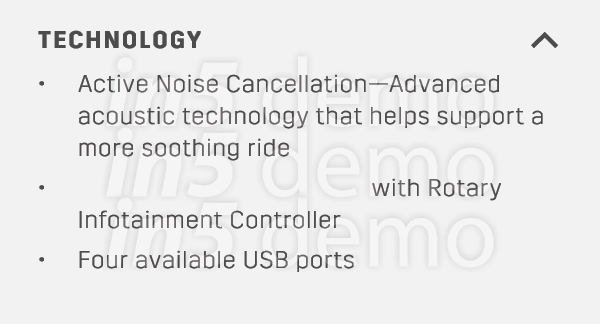 TECHNOLOGY
in5 demo
• Active Noise Cancellation—Advanced
acoustic technology that helps support a
more soothing ride
in5 demo
• with Rotary
Infotainment Controller
in5 demo
• Four available USB ports